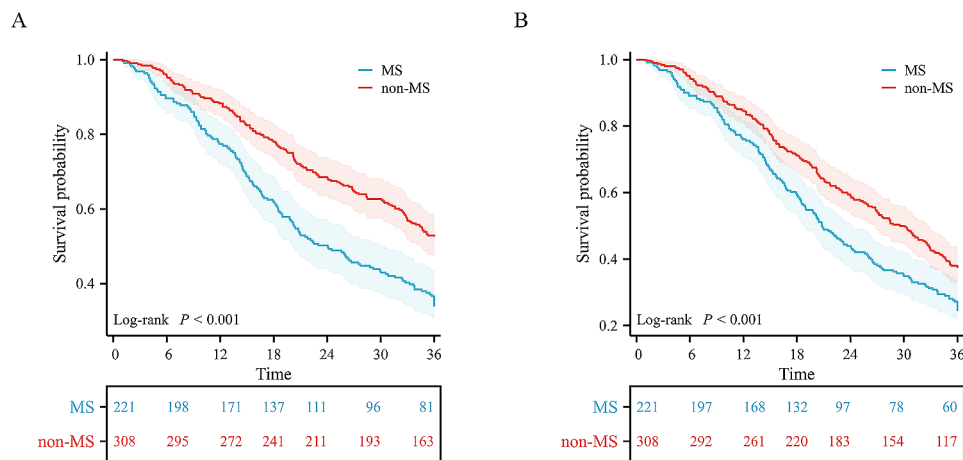 A
1.0
0.8
0.6
0.4
Survival probability
MS
non-MS
Log-rank P < 0.001
0 6 12 18 24 30 36
Time
MS 221 198 171 137 111 96 81
non-MS 308 295 272 241 211 193 163
B
1.0
0.8
0.6
0.4
0.2
Survival probability
MS
non-MS
Log-rank P < 0.001
0 6 12 18 24 30 36
Time
MS 221 197 168 132 97 78 60
non-MS 308 292 261 220 183 154 117